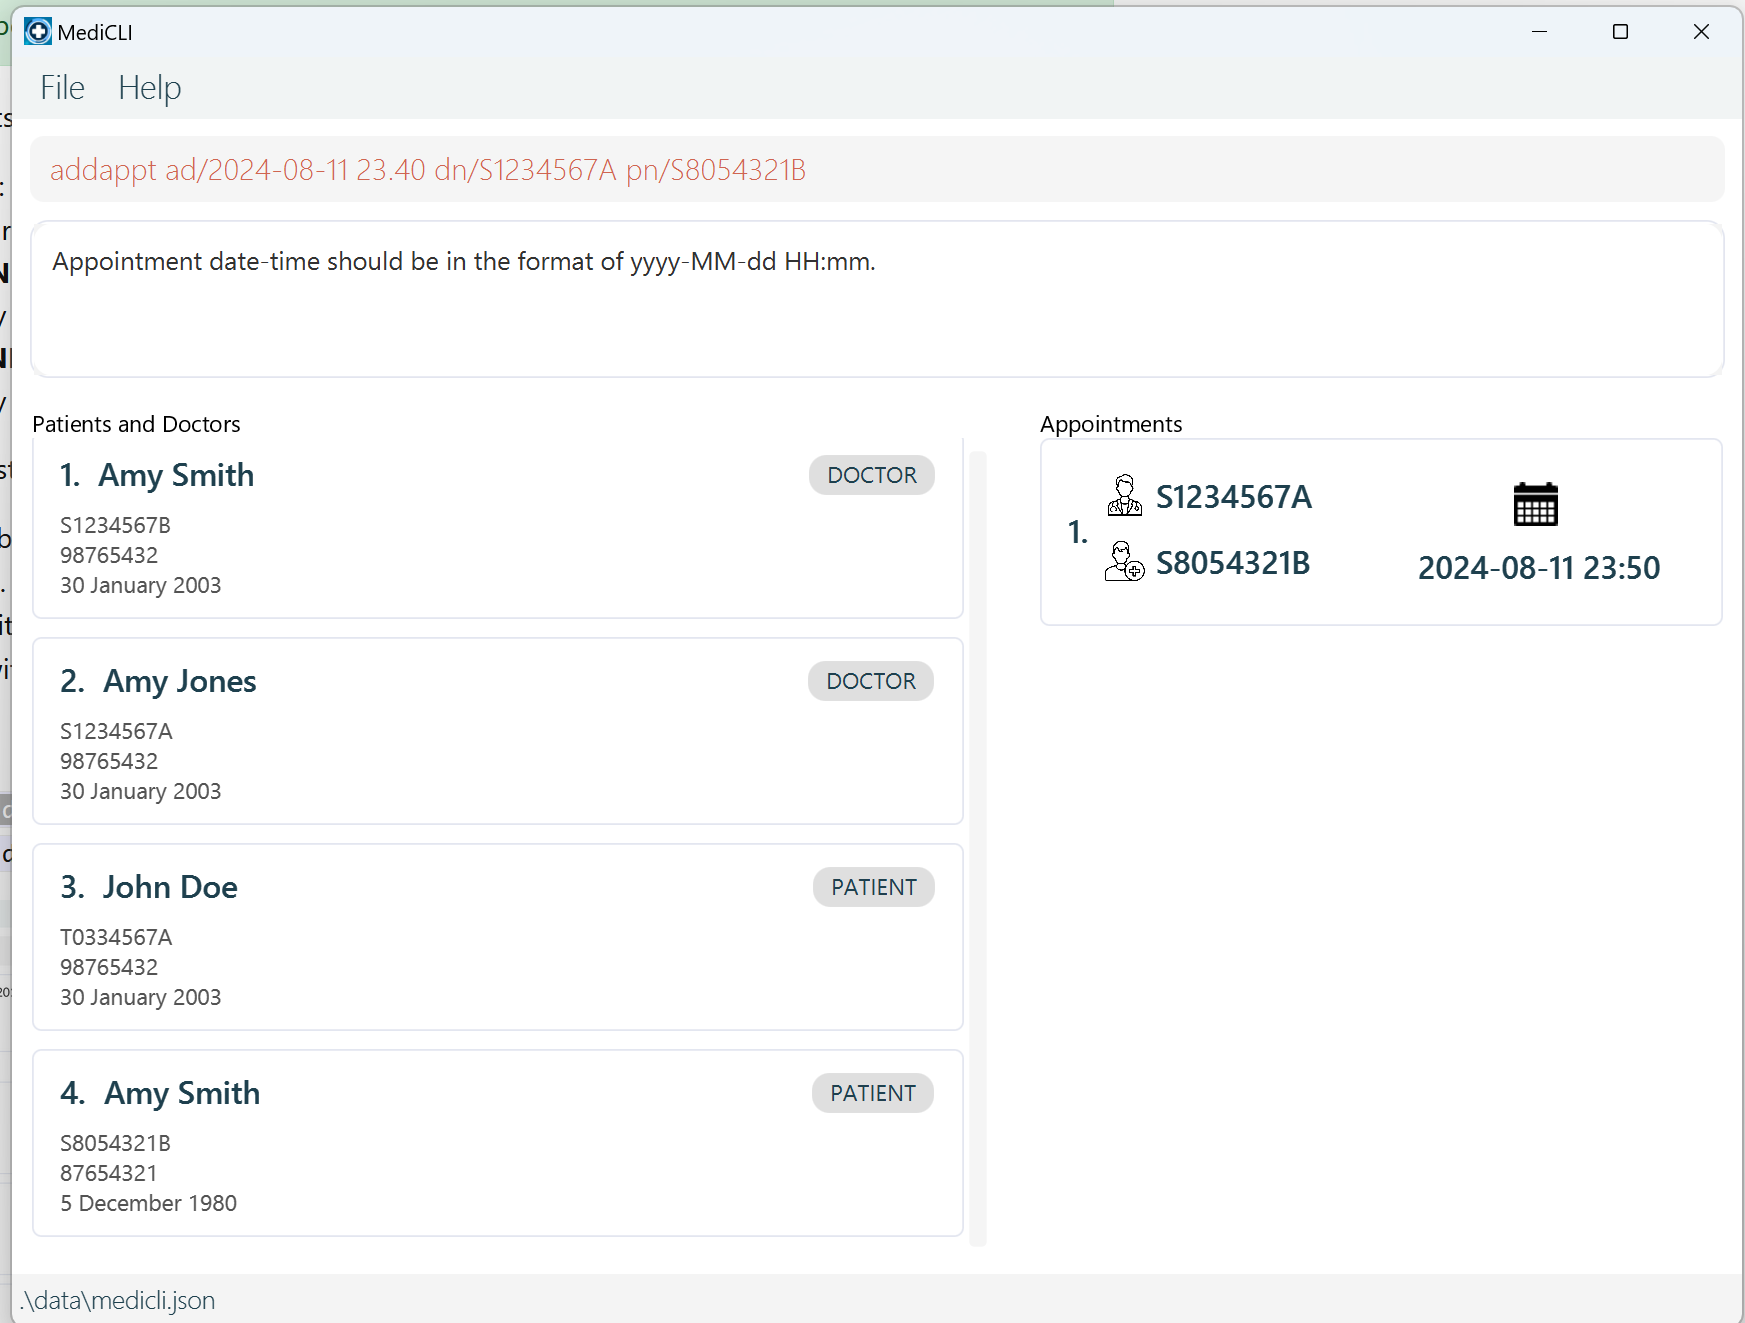 MediCLI
File Help
addappt ad/2024-08-11 23.40 dn/S1234567A pn/S8054321B
Appointment date-time should be in the format of yyyy-MM-dd HH:mm.
Patients and Doctors
1. Amy Smith
DOCTOR
S1234567B
98765432
30 January 2003
2. Amy Jones
DOCTOR
S1234567A
98765432
30 January 2003
3. John Doe
PATIENT
T0334567A
98765432
30 January 2003
4. Amy Smith
PATIENT
S8054321B
87654321
5 December 1980
Appointments
1.
S1234567A
S8054321B
2024-08-11 23:50
.\data\medicli.json